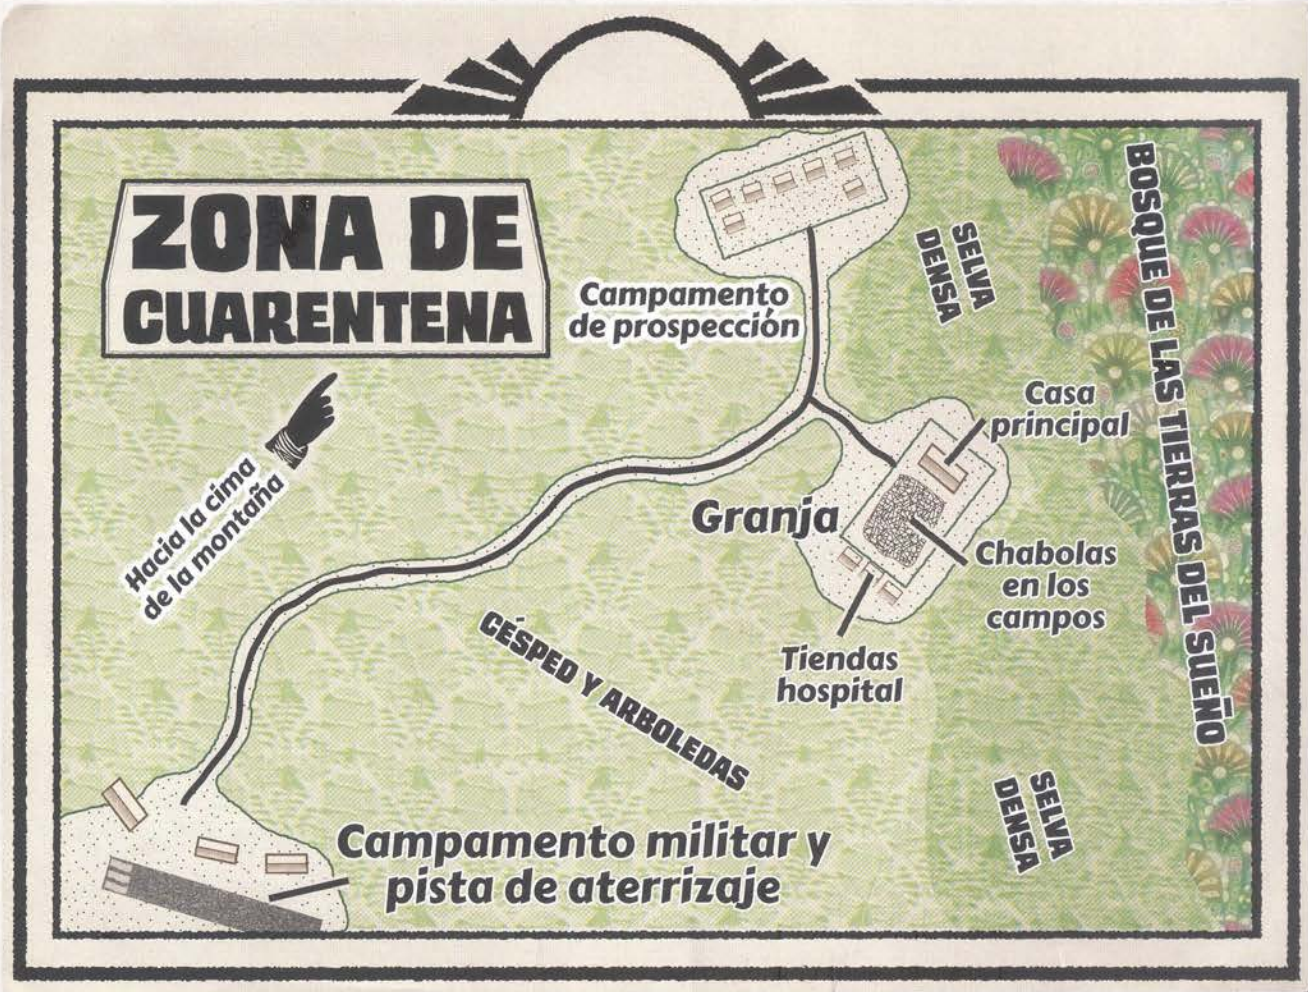 ZONA DE
CUARENTENA
Campamento
de prospección
SELVA
DENSA
BOSQUE DE LAS TIERRAS DEL SUEÑO
Casa
principal
Hacia la cima
de la montaña
Granja
Chabolas
en los
campos
Tiendas
hospital
CÉSPED Y ARBOLEDAS
SELVA
DENSA
Campamento militar y
pista de aterrizaje